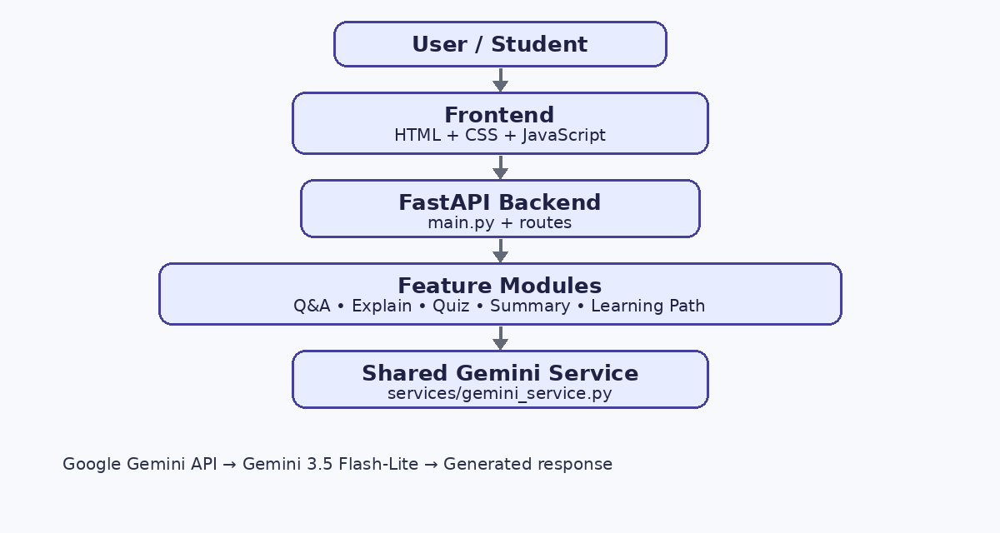 User / Student
Frontend
HTML + CSS + JavaScript
FastAPI Backend
main.py + routes
Feature Modules
Q&A • Explain • Quiz • Summary • Learning Path
Shared Gemini Service
services/gemini_service.py
Google Gemini API → Gemini 3.5 Flash-Lite → Generated response